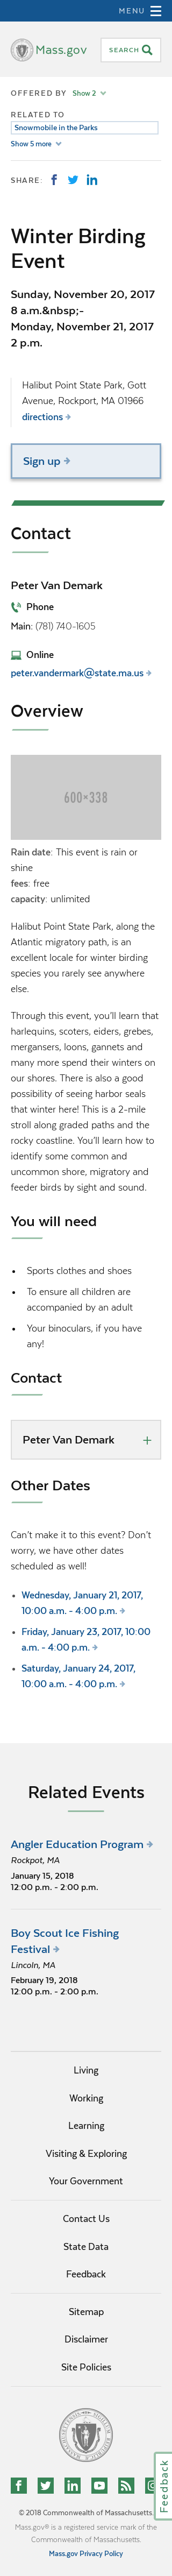 MENU
Mass.gov
SEARCH
OFFERED BY Show 2
RELATED TO
Snowmobile in the Parks
Show 5 more
SHARE:
Winter Birding
Event
Sunday, November 20, 2017
8 a.m.&nbsp;-
Monday, November 21, 2017
2 p.m.
Halibut Point State Park, Gott
Avenue, Rockport, MA 01966
directions
Sign up
Contact
Peter Van Demark
Phone
Main: (781) 740-1605
Online
peter.vandermark@state.ma.us
Overview
600×338
Rain date: This event is rain or
shine
fees: free
capacity: unlimited
Halibut Point State Park, along the
Atlantic migratory path, is an
excellent locale for winter birding
species you rarely see anywhere
else.
Through this event, you'll learn that
harlequins, scoters, eiders, grebes,
mergansers, loons, gannets and
many more spend their winters on
our shores. There is also a good
possibility of seeing harbor seals
that winter here! This is a 2-mile
stroll along graded paths and the
rocky coastline. You'll learn how to
identify some common and
uncommon migrary, migratory and
feeder birds by sight and sound.
You will need
Sports clothes and shoes
To ensure all children are
accompanied by an adult
Your binoculars, if you have
any!
Contact
Peter Van Demark
Other Dates
Can't make it to this event? Don't
worry, we have other dates
scheduled as well!
Wednesday, January 21, 2017,
10:00 a.m. - 4:00 p.m.
Friday, January 23, 2017, 10:00
a.m. - 4:00 p.m.
Saturday, January 24, 2017,
10:00 a.m. - 4:00 p.m.
Related Events
Angler Education Program
Rockpot, MA
January 15, 2018
12:00 p.m. - 2:00 p.m.
Boy Scout Ice Fishing
Festival
Lincoln, MA
February 19, 2018
12:00 p.m. - 2:00 p.m.
Living
Working
Learning
Visiting & Exploring
Your Government
Contact Us
State Data
Feedback
Sitemap
Disclaimer
Site Policies
Feedback
© 2018 Commonwealth of Massachusetts.
Mass.gov® is a registered service mark of the
Commonwealth of Massachusetts.
Mass.gov Privacy Policy